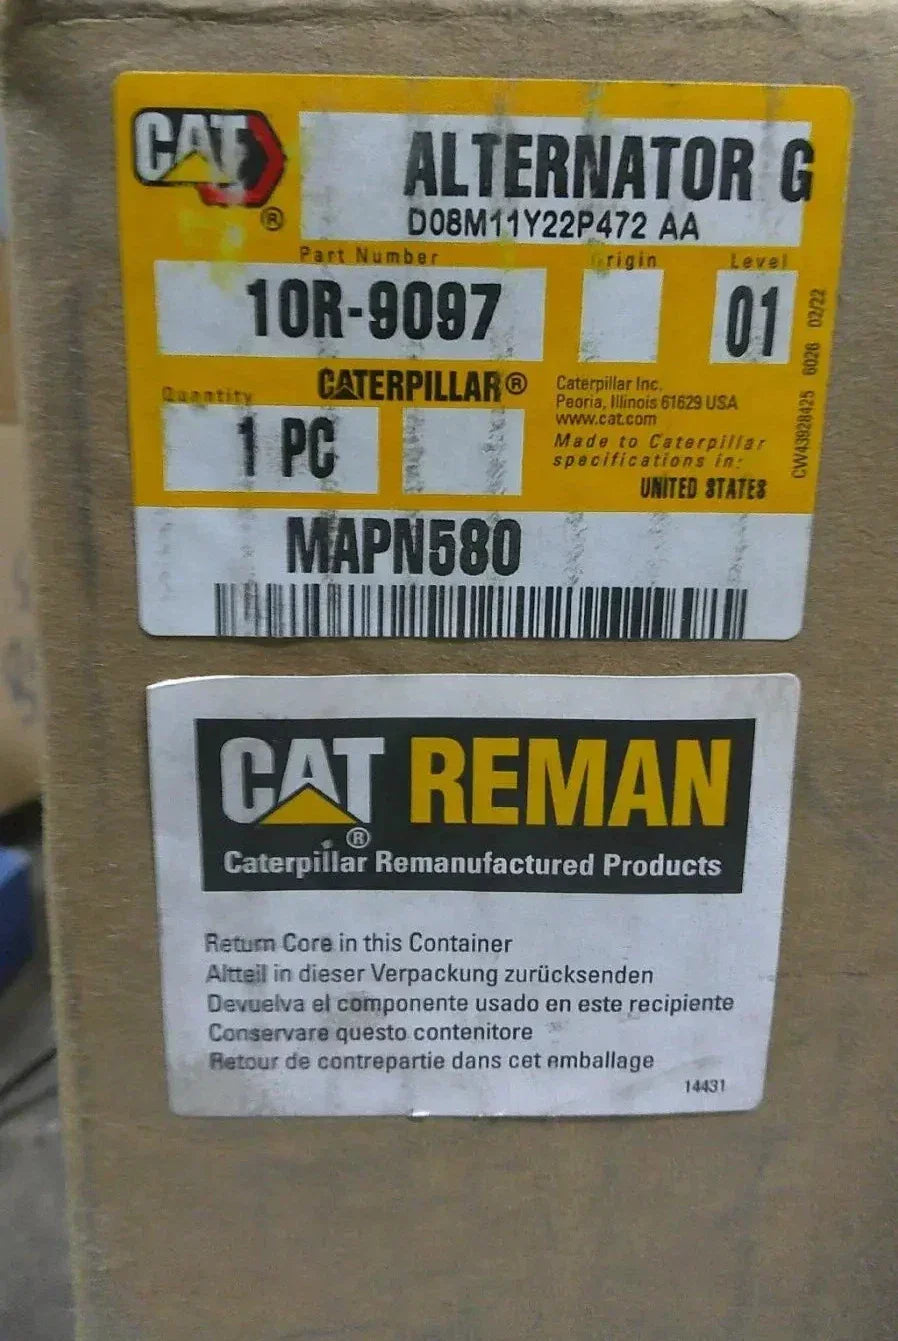 CAT
®
ALTERNATOR G
D08M11Y22P472 AA
Part Number
10R-9097
Origin
Level
01
Quantity
1 PC
CATERPILLAR®
Caterpillar Inc.
Peoria, Illinois 61629 USA
www.cat.com
Made to Caterpillar
specifications in:
UNITED STATES
CW43928425 6026 02/22
MAPN580
CAT REMAN
®
Caterpillar Remanufactured Products
Return Core in this Container
Altteil in dieser Verpackung zurücksenden
Devuelva el componente usado en este recipiente
Conservare questo contenitore
Retour de contrepartie dans cet emballage
14431